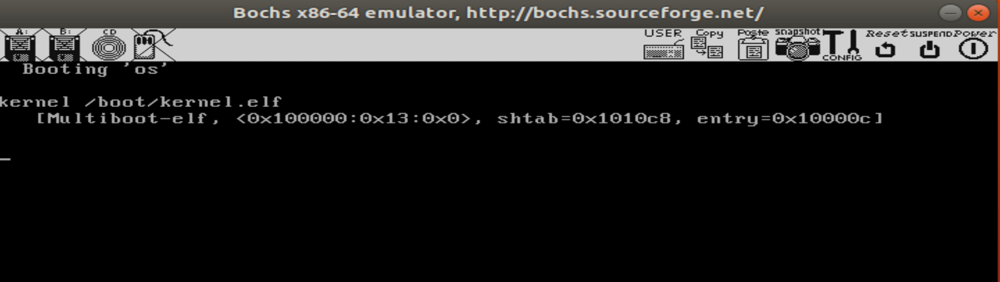 Bochs x86-64 emulator, http://bochs.sourceforge.net/
A: B: CD USER Copy Paste snapshot CONFIG Reset SUSPEND Power
Booting 'os'
kernel /boot/kernel.elf
[Multiboot-elf, <0x100000:0x13:0x0>, shtab=0x1010c8, entry=0x10000c]
_